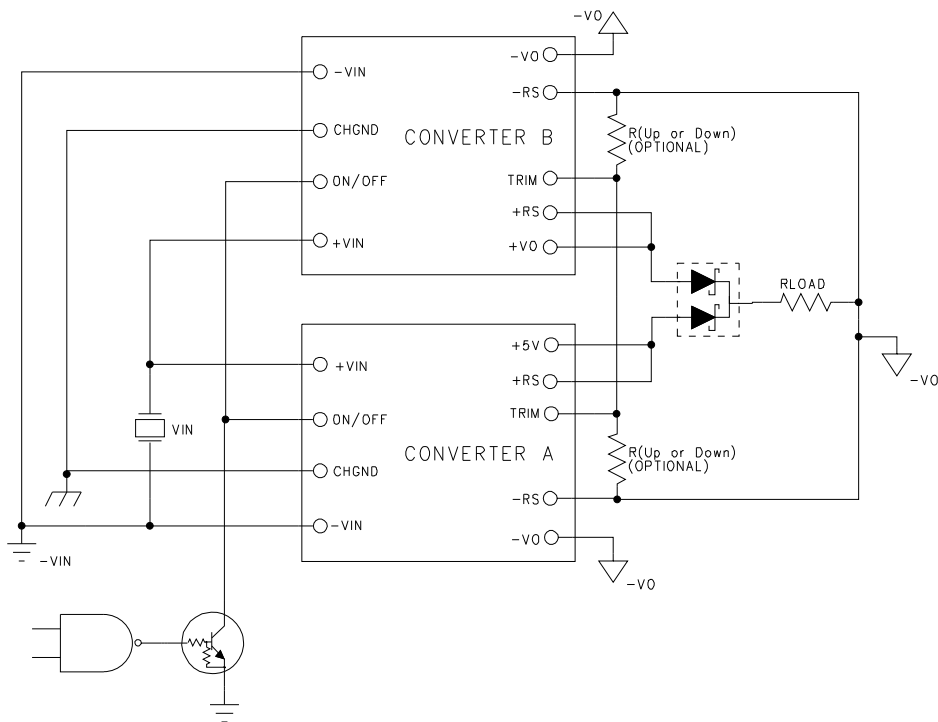 -VO
-VIN
-VO
-RS
CHGND
CONVERTER B
R(Up or Down)
(OPTIONAL)
ON/OFF
TRIM
+RS
+VIN
+VO
RLOAD
+5V
+VIN
+RS
-VO
ON/OFF
TRIM
VIN
CONVERTER A
R(Up or Down)
(OPTIONAL)
CHGND
-RS
-VIN
-VO
-VIN
-VO